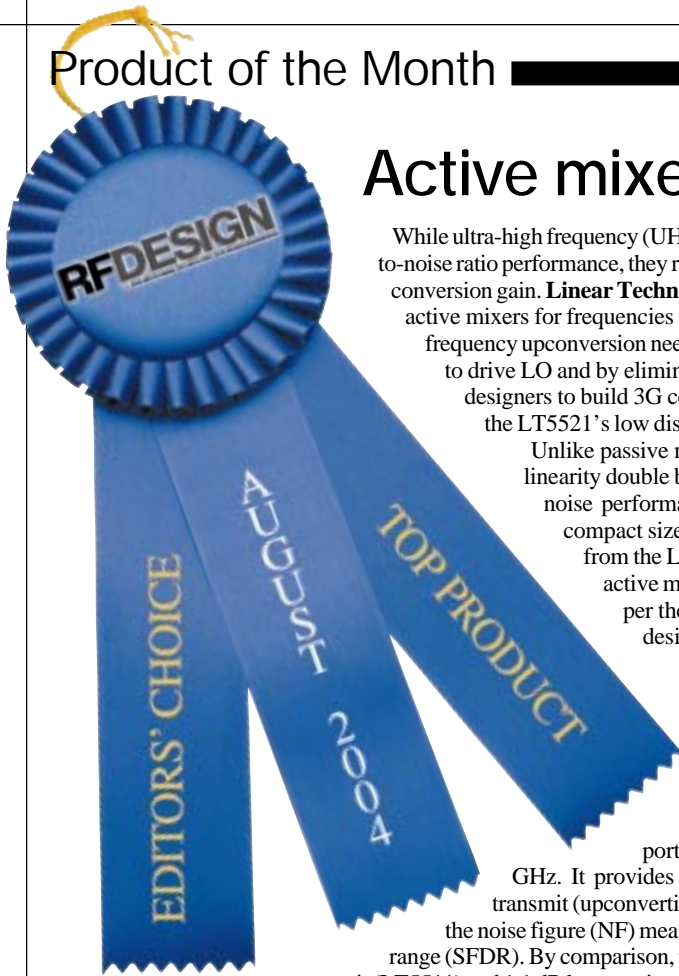 Product of the Month
RFDESIGN
EDITORS' CHOICE
AUGUST 2004
TOP PRODUCT
Active mixe
While ultra-high frequency (UH
to-noise ratio performance, they r
conversion gain. Linear Techn
active mixers for frequencies
frequency upconversion nee
to drive LO and by elimin
designers to build 3G c
the LT5521's low dis
Unlike passive
linearity double b
noise performa
compact size
from the L
active m
per the
desi
port
GHz. It provides
transmit (upconverti
the noise figure (NF) meas
range (SFDR). By comparison,